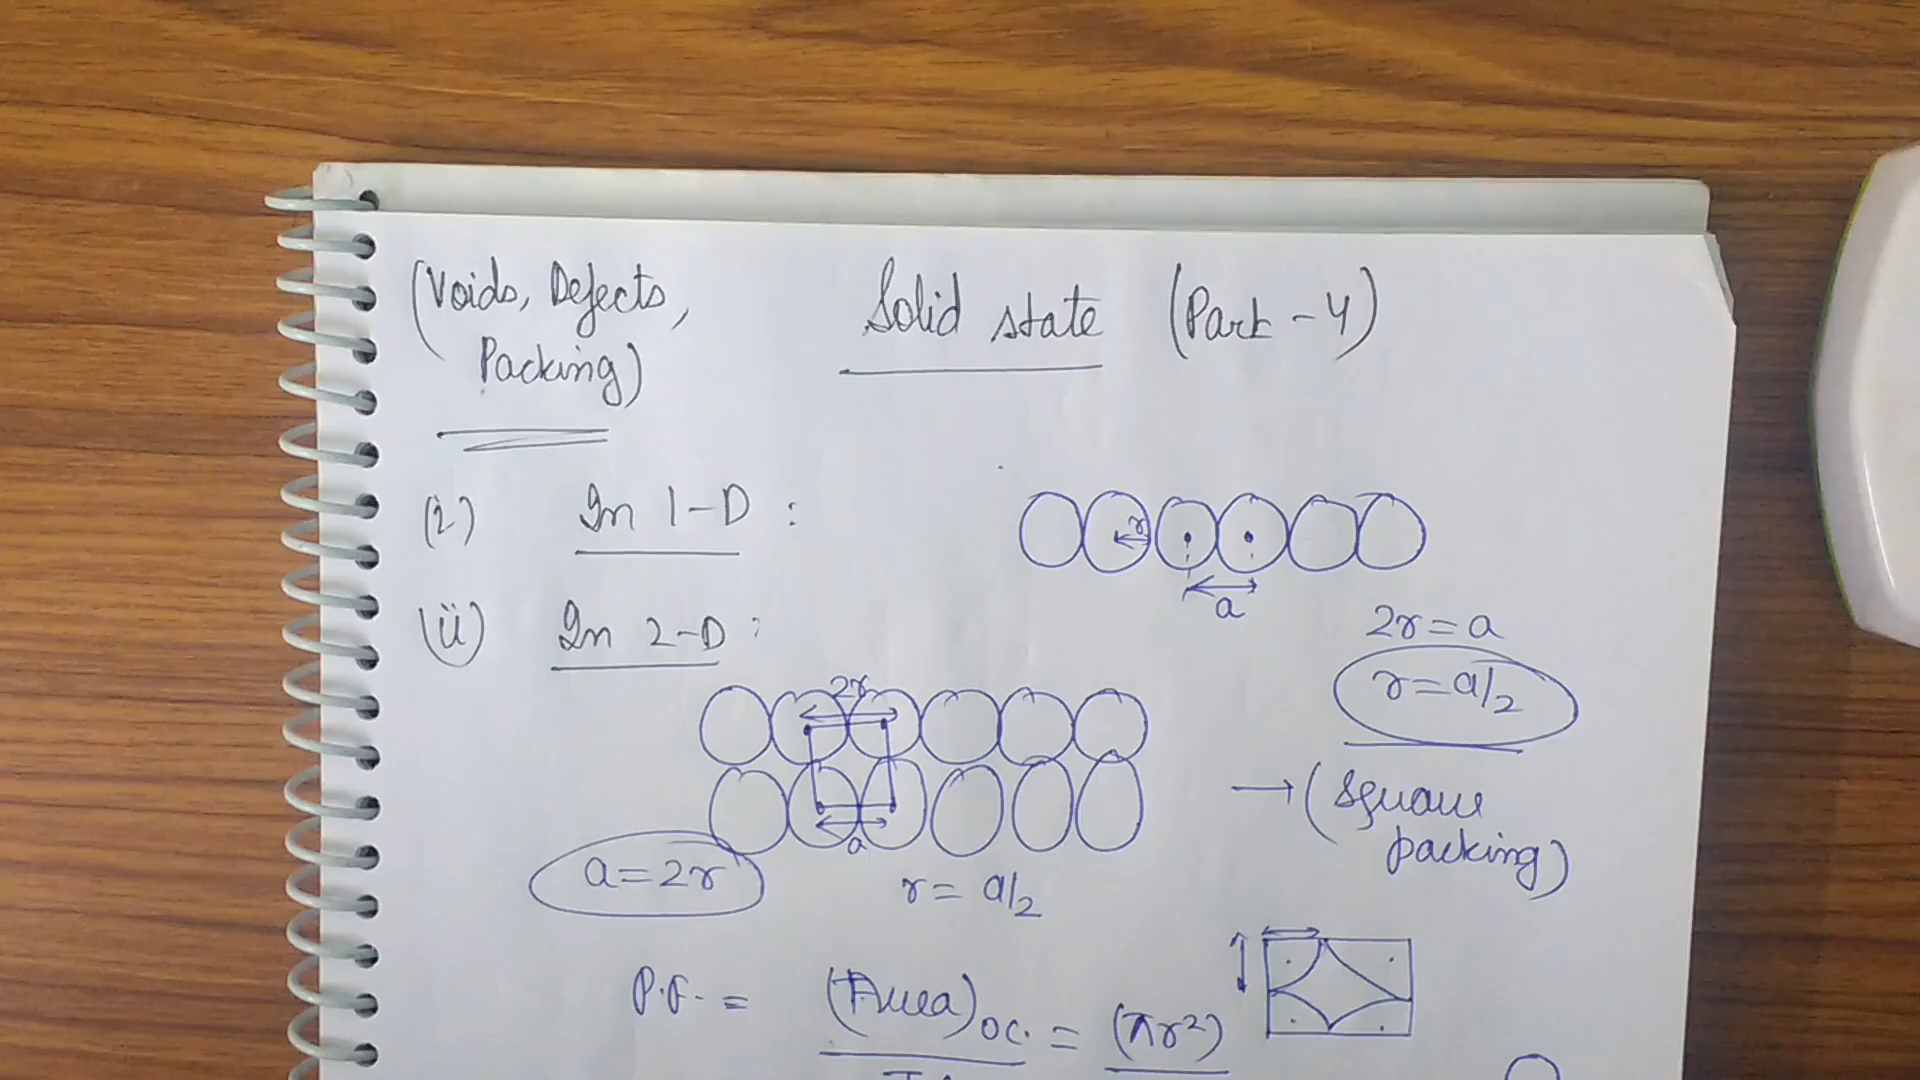 (Voids, Defects,
Packing)
Solid state (Part-4)
(i) In 1-D :
r
a
2r = a
r = a/2
(ii) In 2-D :
2r
a
→ (Square
packing)
a = 2r
r = a/2
P.F. = (Area)oc. = (πr²)